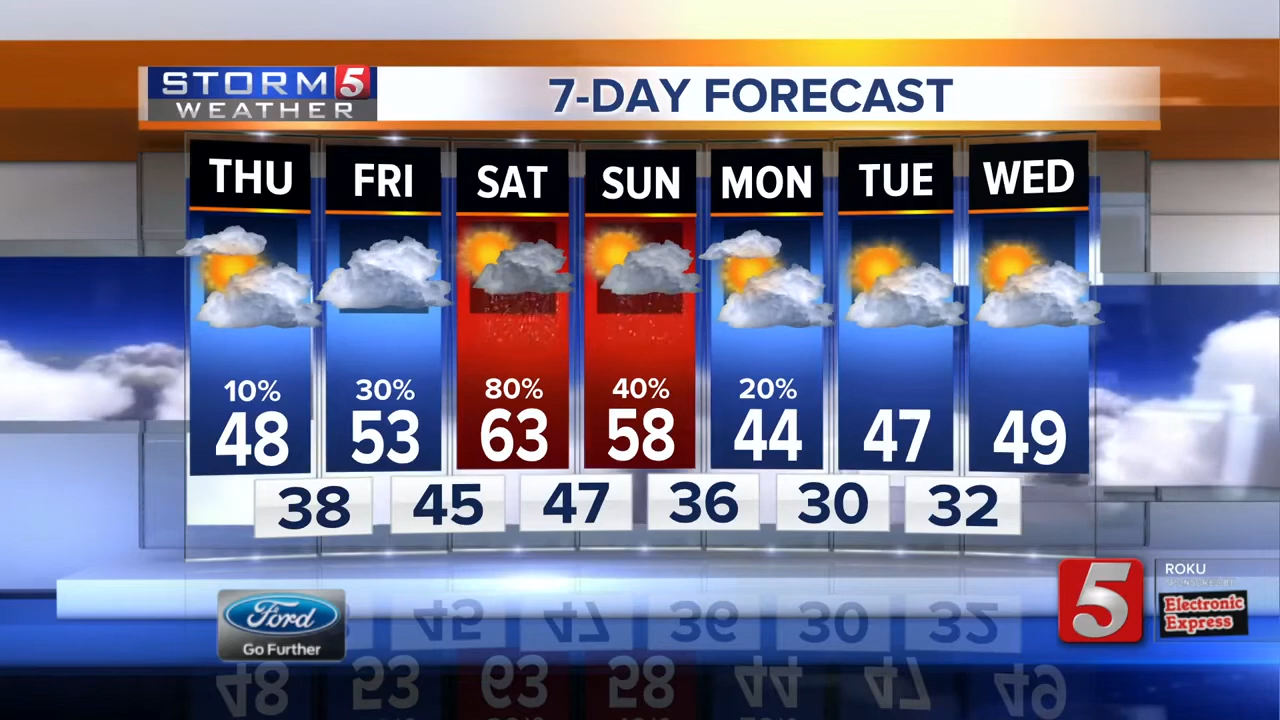 STORM 5
WEATHER
7-DAY FORECAST
THU FRI SAT SUN MON TUE WED
10% 30% 80% 40% 20%
48 53 63 58 44 47 49
38 45 47 36 30 32
Ford
Go Further
5
ROKU
SPONSORED BY
Electronic
Express